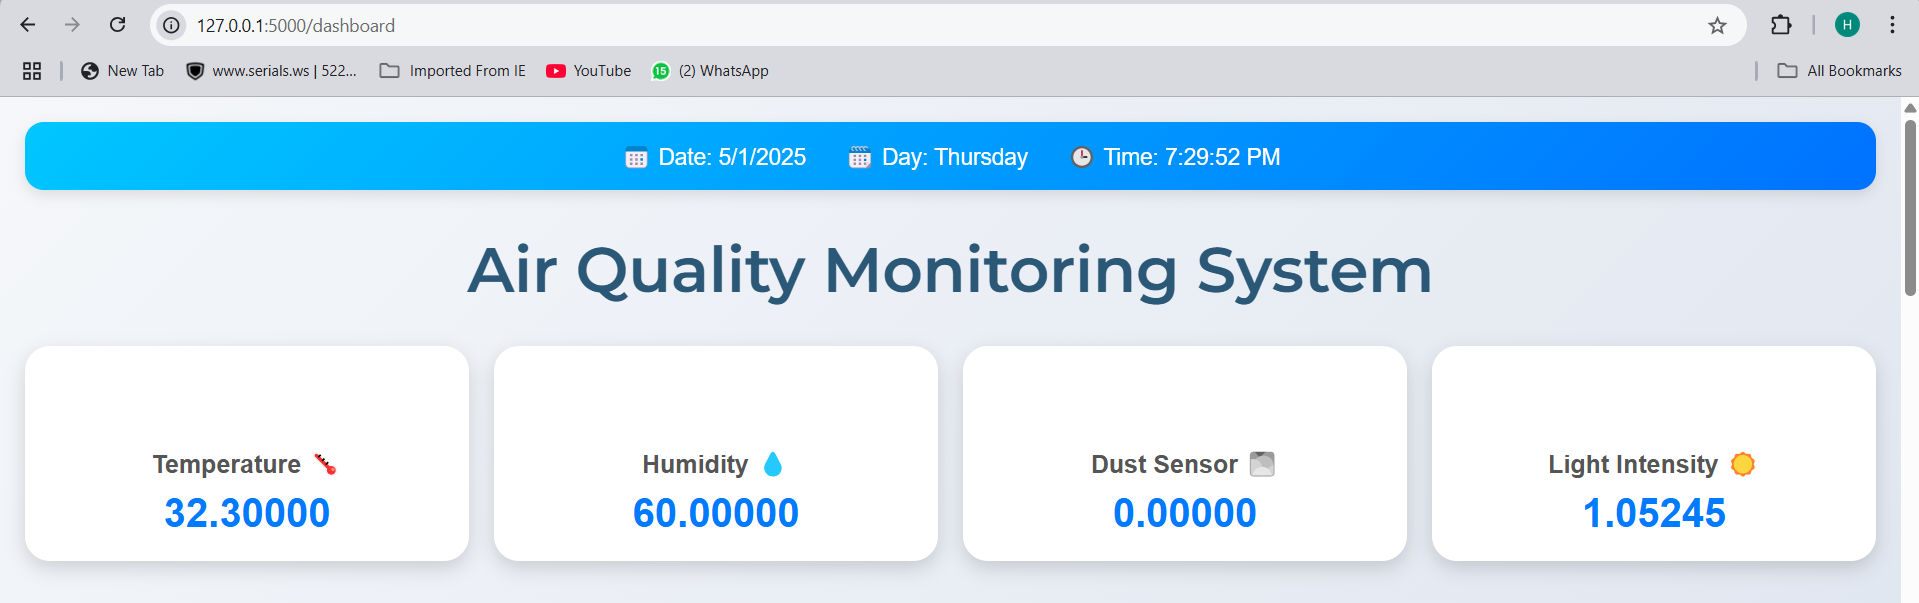 127.0.0.1:5000/dashboard
H
New Tab
www.serials.ws | 522...
Imported From IE
YouTube
15
(2) WhatsApp
All Bookmarks
Date: 5/1/2025
Day: Thursday
Time: 7:29:52 PM
Air Quality Monitoring System
Temperature
32.30000
Humidity
60.00000
Dust Sensor
0.00000
Light Intensity
1.05245